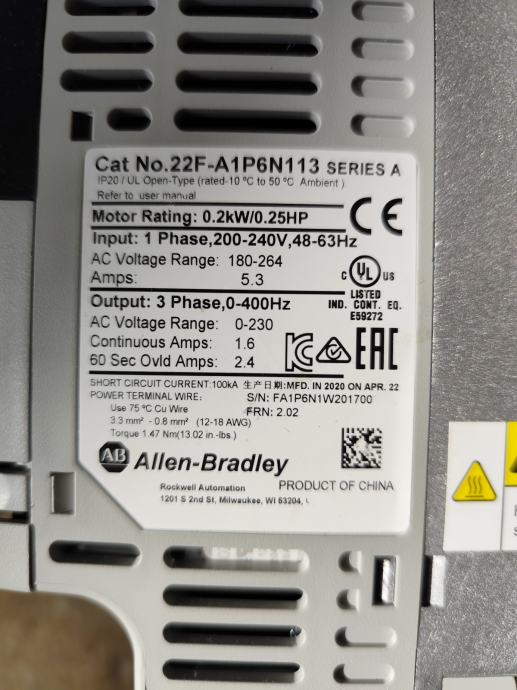 Cat No.22F-A1P6N113 SERIES A
IP20 / UL Open-Type (rated-10 °C to 50 °C Ambient)
Refer to user manual
Motor Rating: 0.2kW/0.25HP
CE
Input: 1 Phase,200-240V,48-63Hz
AC Voltage Range: 180-264
Amps: 5.3
C UL US
LISTED
IND. CONT. EQ.
E59272
Output: 3 Phase,0-400Hz
AC Voltage Range: 0-230
Continuous Amps: 1.6
60 Sec Ovld Amps: 2.4
EAC
SHORT CIRCUIT CURRENT:100kA 生产日期:MFD. IN 2020 ON APR. 22
POWER TERMINAL WIRE: S/N: FA1P6N1W201700
Use 75 °C Cu Wire FRN: 2.02
3.3 mm² - 0.8 mm² (12-18 AWG)
Torque 1.47 Nm(13.02 in.-lbs.)
AB Allen-Bradley
PRODUCT OF CHINA
Rockwell Automation
1201 S 2nd St, Milwaukee, WI 53204,